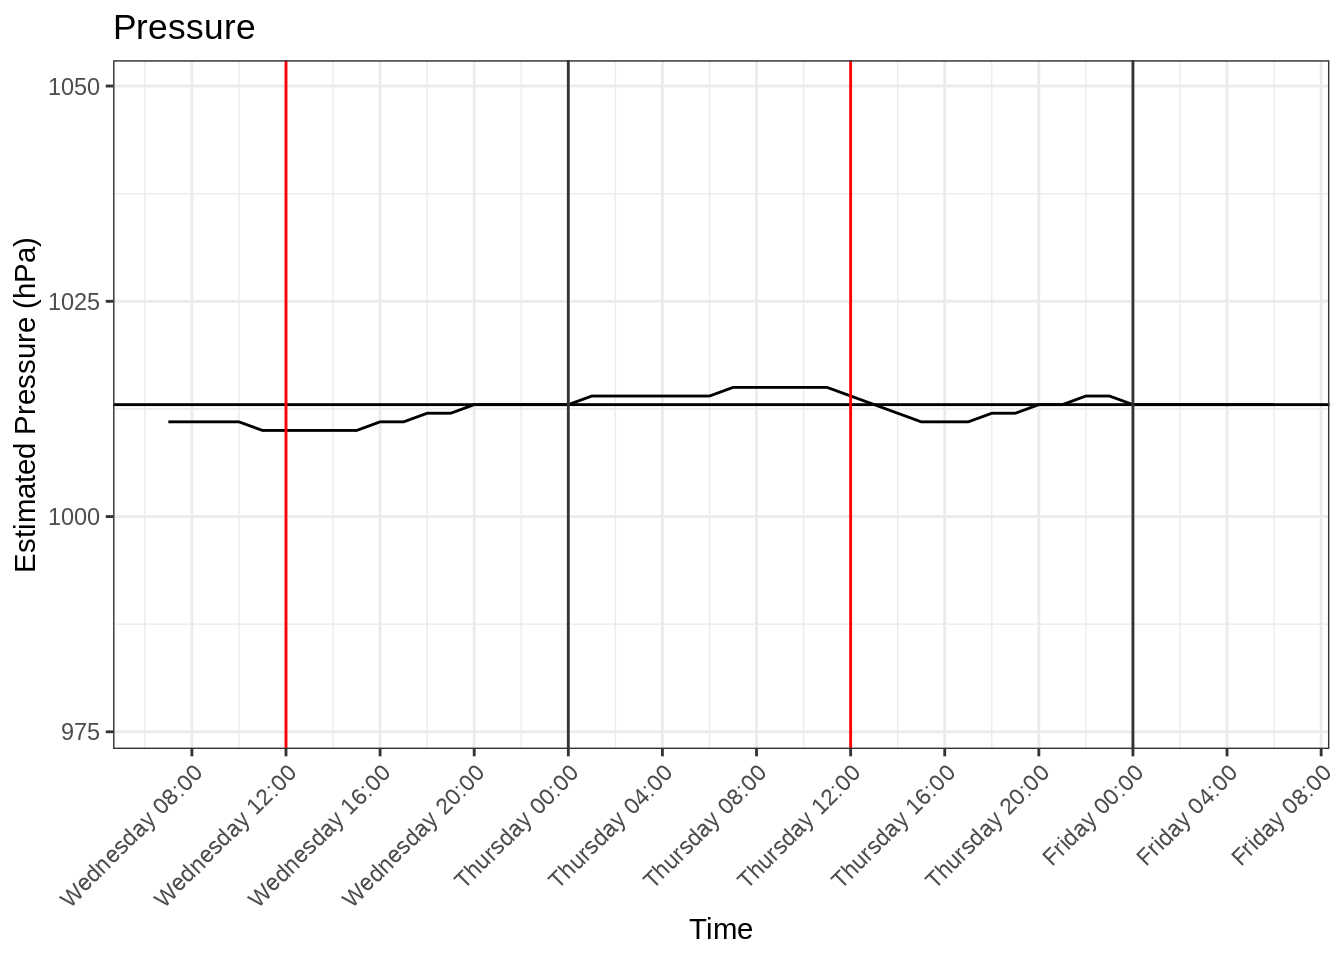 Pressure
Estimated Pressure (hPa)
1050
1025
1000
975
Wednesday 08:00
Wednesday 12:00
Wednesday 16:00
Wednesday 20:00
Thursday 00:00
Thursday 04:00
Thursday 08:00
Thursday 12:00
Thursday 16:00
Thursday 20:00
Friday 00:00
Friday 04:00
Friday 08:00
Time